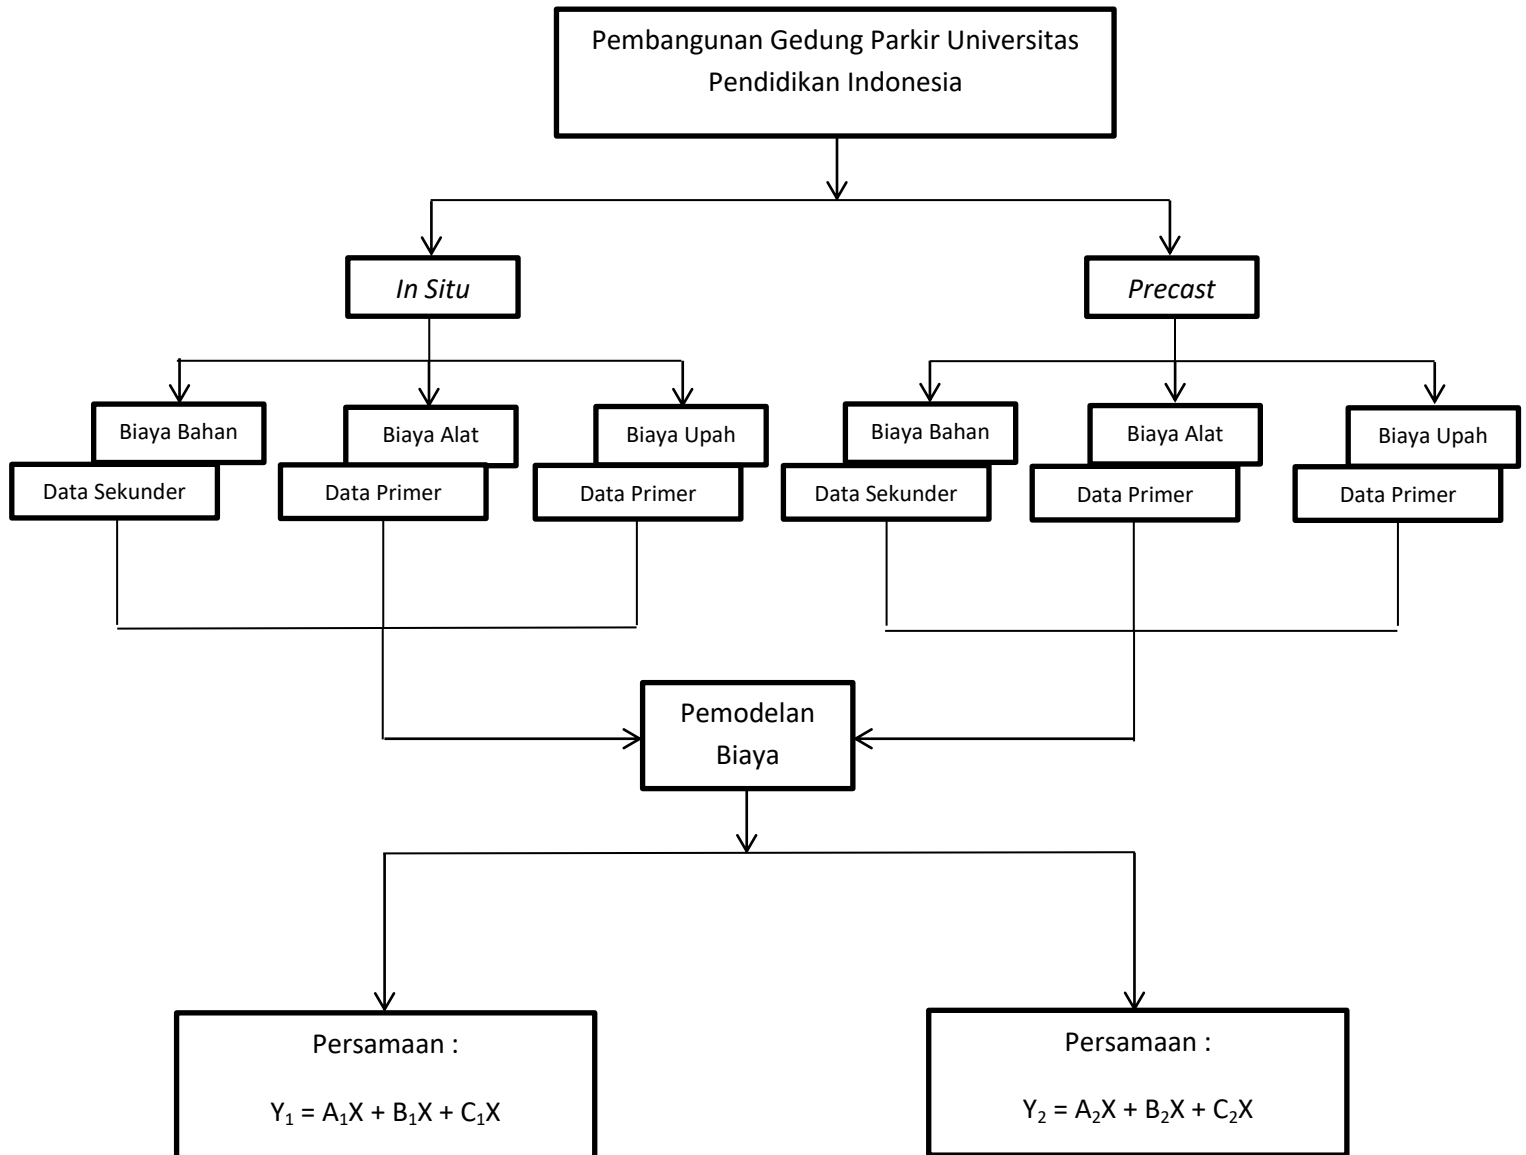 Pembangunan Gedung Parkir Universitas
Pendidikan Indonesia
In Situ
Precast
Biaya Bahan
Biaya Alat
Biaya Upah
Biaya Bahan
Biaya Alat
Biaya Upah
Data Sekunder
Data Primer
Data Primer
Data Sekunder
Data Primer
Data Primer
Pemodelan
Biaya
Persamaan :
Y₁ = A₁X + B₁X + C₁X
Persamaan :
Y₂ = A₂X + B₂X + C₂X